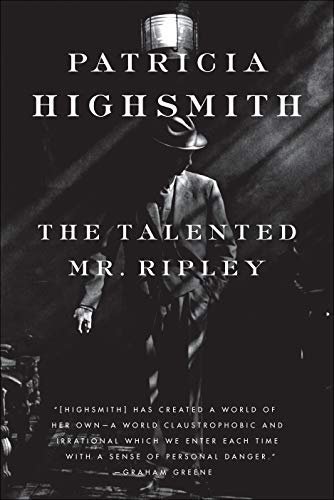 PATRICIA
HIGHSMITH
THE TALENTED
MR. RIPLEY
"[HIGHSMITH] HAS CREATED A WORLD OF
HER OWN—A WORLD CLAUSTROPHOBIC AND
IRRATIONAL WHICH WE ENTER EACH TIME
WITH A SENSE OF PERSONAL DANGER."
—GRAHAM GREENE